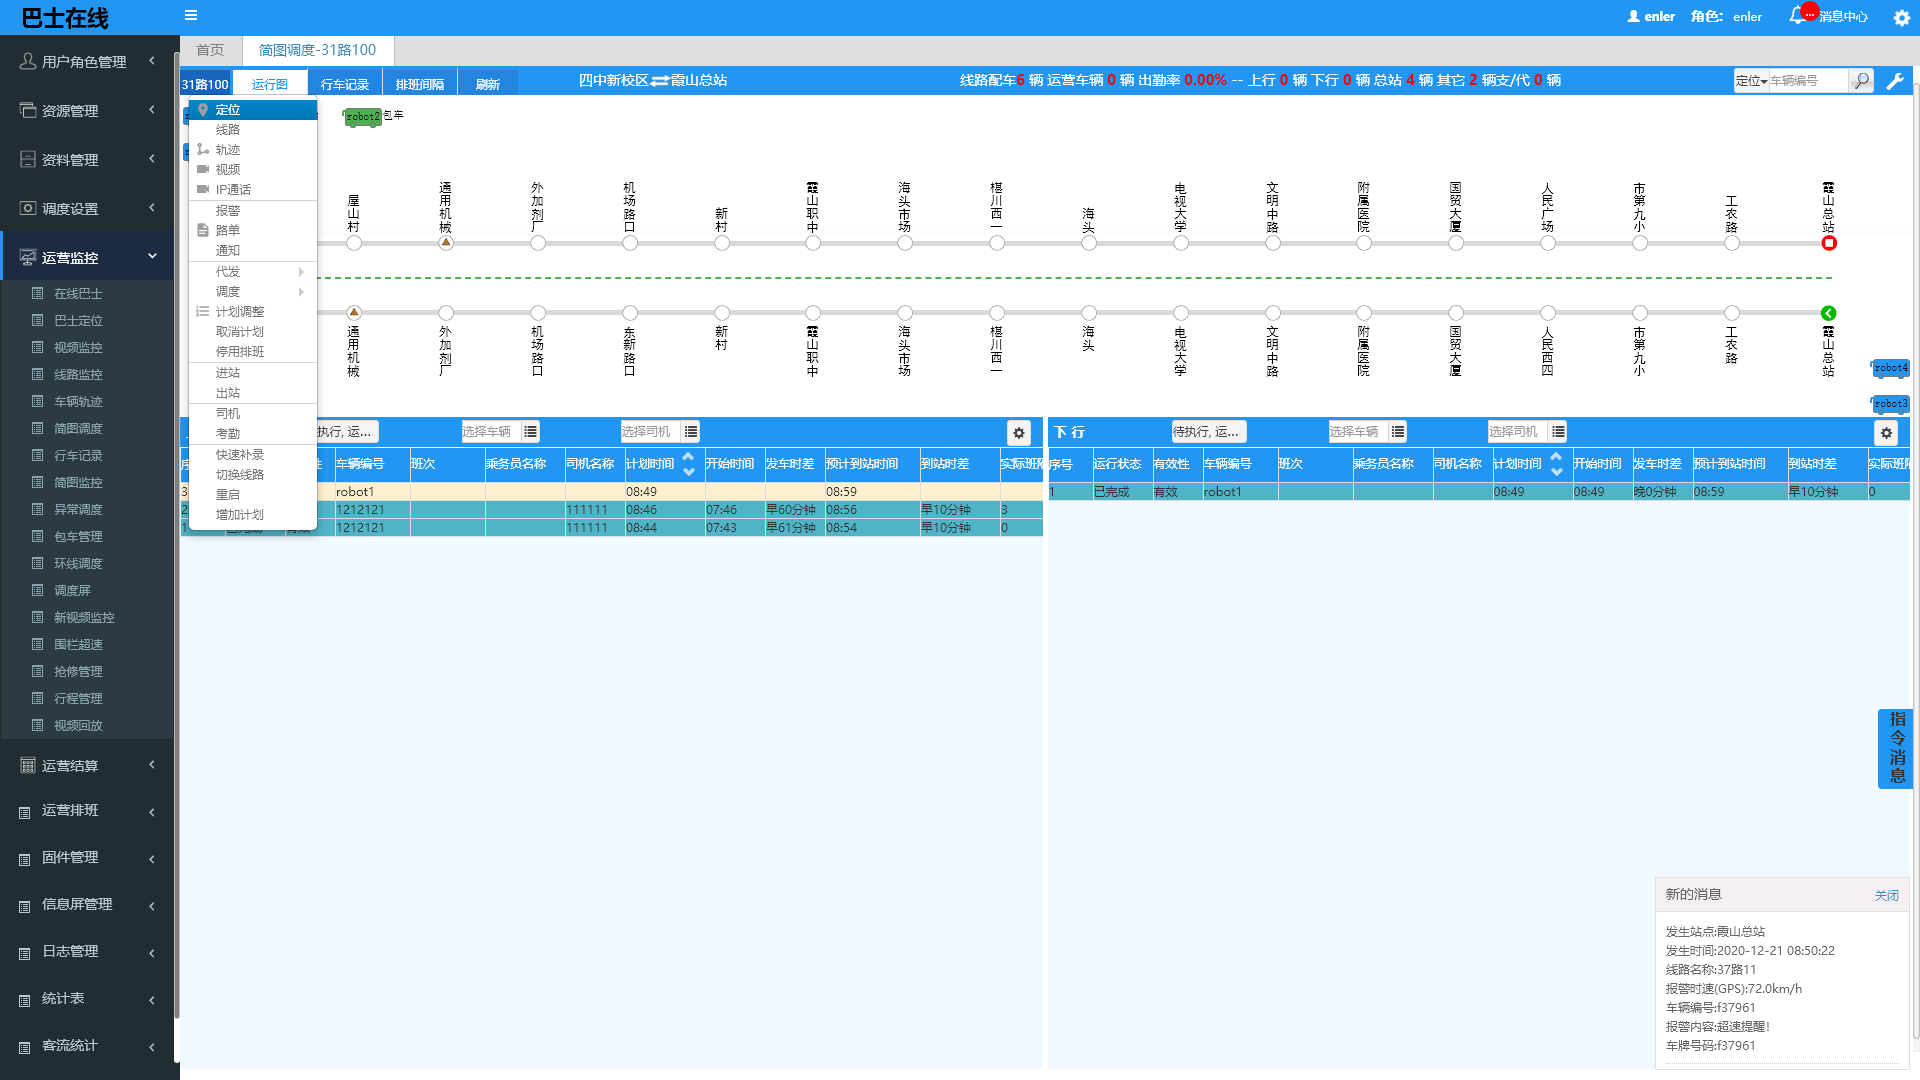 巴士在线
enler 角色: enler
... 消息中心
用户角色管理
资源管理
资料管理
调度设置
运营监控
在线巴士
巴士定位
视频监控
线路监控
车辆轨迹
简图调度
行车记录
简图监控
异常调度
包车管理
环线调度
调度屏
新视频监控
围栏超速
抢修管理
行程管理
视频回放
运营结算
运营排班
固件管理
信息屏管理
日志管理
统计表
客流统计
首页 简图调度-31路100
31路100 运行图 行车记录 排班间隔 刷新
四中新校区⇌霞山总站
线路配车6 辆 运营车辆 0 辆 出勤率 0.00% -- 上行 0 辆 下行 0 辆 总站 4 辆 其它 2 辆支/代 0 辆
定位 车辆编号
定位
线路
轨迹
视频
IP通话
报警
路单
通知
代发
调度
计划调整
取消计划
停用排班
进站
出站
司机
考勤
快速补录
切换线路
重启
增加计划
robot2 包车
屋山村
通用机械
外加剂厂
机场路口
新村
霞山职中
海头市场
椹川西一
海头
电视大学
文明中路
附属医院
国贸大厦
人民广场
市第九小
工农路
霞山总站
通用机械
外加剂厂
机场路口
东新路口
新村
霞山职中
海头市场
椹川西一
海头
电视大学
文明中路
附属医院
国贸大厦
人民西四
市第九小
工农路
霞山总站
robot4
robot3
执行, 运... 选择车辆 选择司机
车辆编号 班次 乘务员名称 司机名称 计划时间 开始时间 发车时差 预计到站时间 到站时差 实际班
3 robot1 08:49 08:59
2 1212121 111111 08:46 07:46 早60分钟 08:56 早10分钟 3
1 1212121 111111 08:44 07:43 早61分钟 08:54 早10分钟 0
下行 待执行, 运... 选择车辆 选择司机
序号 运行状态 有效性 车辆编号 班次 乘务员名称 司机名称 计划时间 开始时间 发车时差 预计到站时间 到站时差 实际班
1 已完成 有效 robot1 08:49 08:49 晚0分钟 08:59 早10分钟 0
指令消息
新的消息 关闭
发生站点:霞山总站
发生时间:2020-12-21 08:50:22
线路名称:37路11
报警时速(GPS):72.0km/h
车辆编号:f37961
报警内容:超速提醒!
车牌号码:f37961